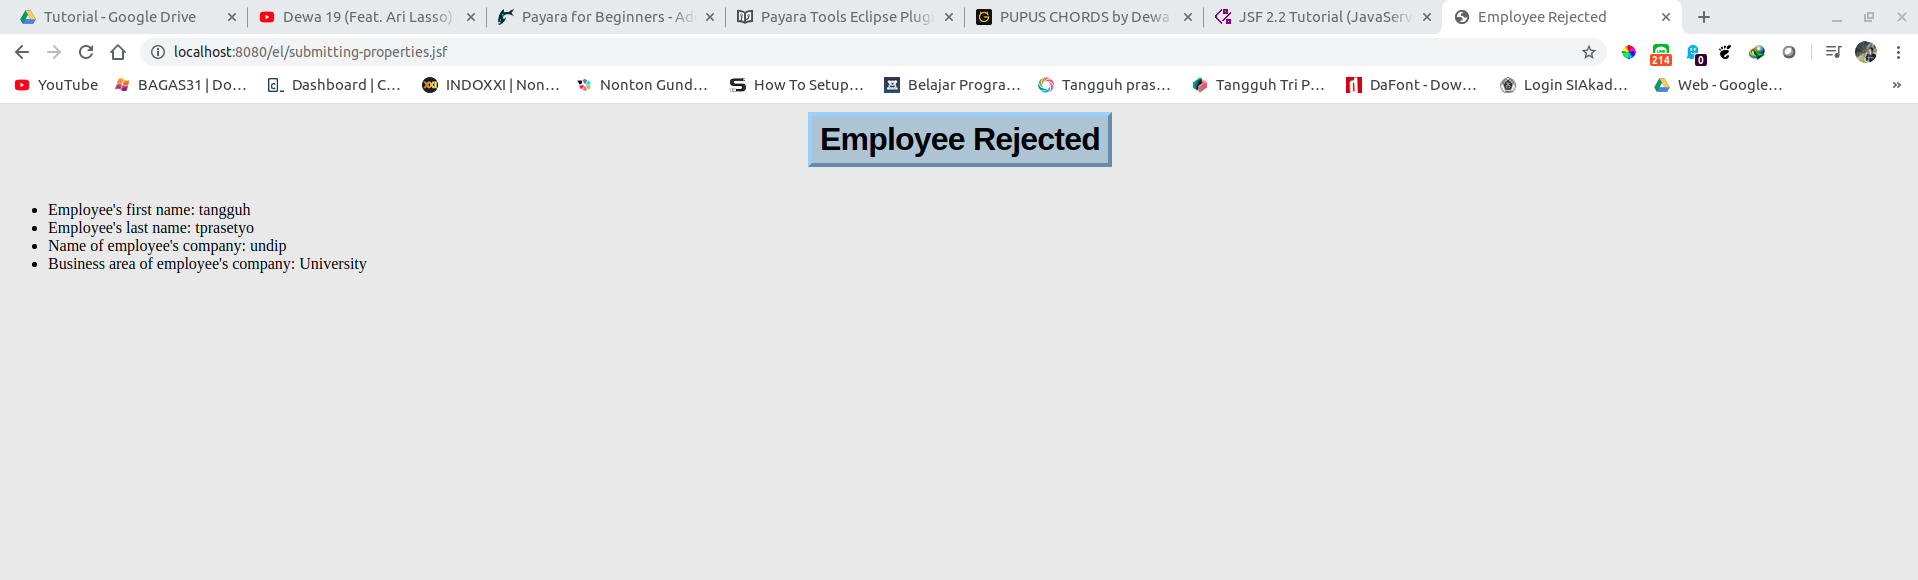 Tutorial - Google Drive
Dewa 19 (Feat. Ari Lasso)
Payara for Beginners - Ad
Payara Tools Eclipse Plugi
PUPUS CHORDS by Dewa
JSF 2.2 Tutorial (JavaServ
Employee Rejected
localhost:8080/el/submitting-properties.jsf
214
0
YouTube
BAGAS31 | Do…
Dashboard | C…
INDOXXI | Non…
Nonton Gund…
How To Setup…
Belajar Progra…
Tangguh pras…
Tangguh Tri P…
DaFont - Dow…
Login SIAkad…
Web - Google…
»
Employee Rejected
• Employee's first name: tangguh
• Employee's last name: tprasetyo
• Name of employee's company: undip
• Business area of employee's company: University